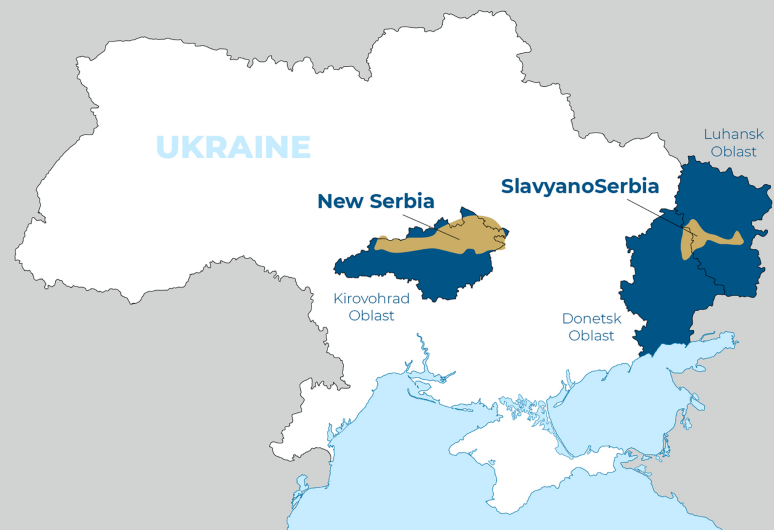 Luhansk
Oblast
UKRAINE
SlavyanoSerbia
New Serbia
Kirovohrad
Oblast
Donetsk
Oblast